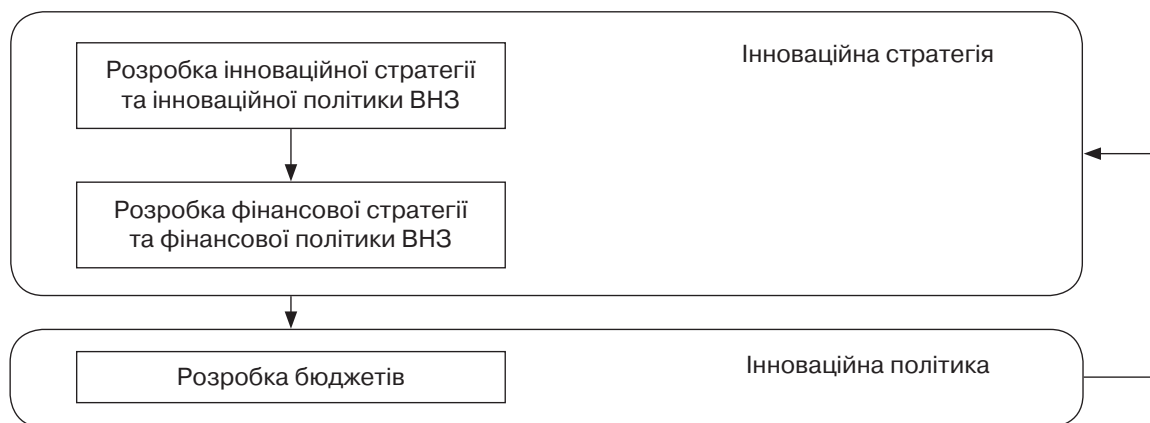 Розробка інноваційної стратегії
та інноваційної політики ВНЗ
Інноваційна стратегія
Розробка фінансової стратегії
та фінансової політики ВНЗ
Розробка бюджетів
Інноваційна політика